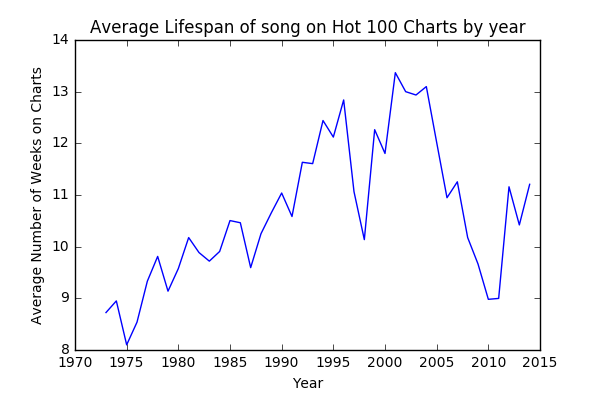 Average Lifespan of song on Hot 100 Charts by year
14
13
12
11
10
9
8
Average Number of Weeks on Charts
1970 1975 1980 1985 1990 1995 2000 2005 2010 2015
Year